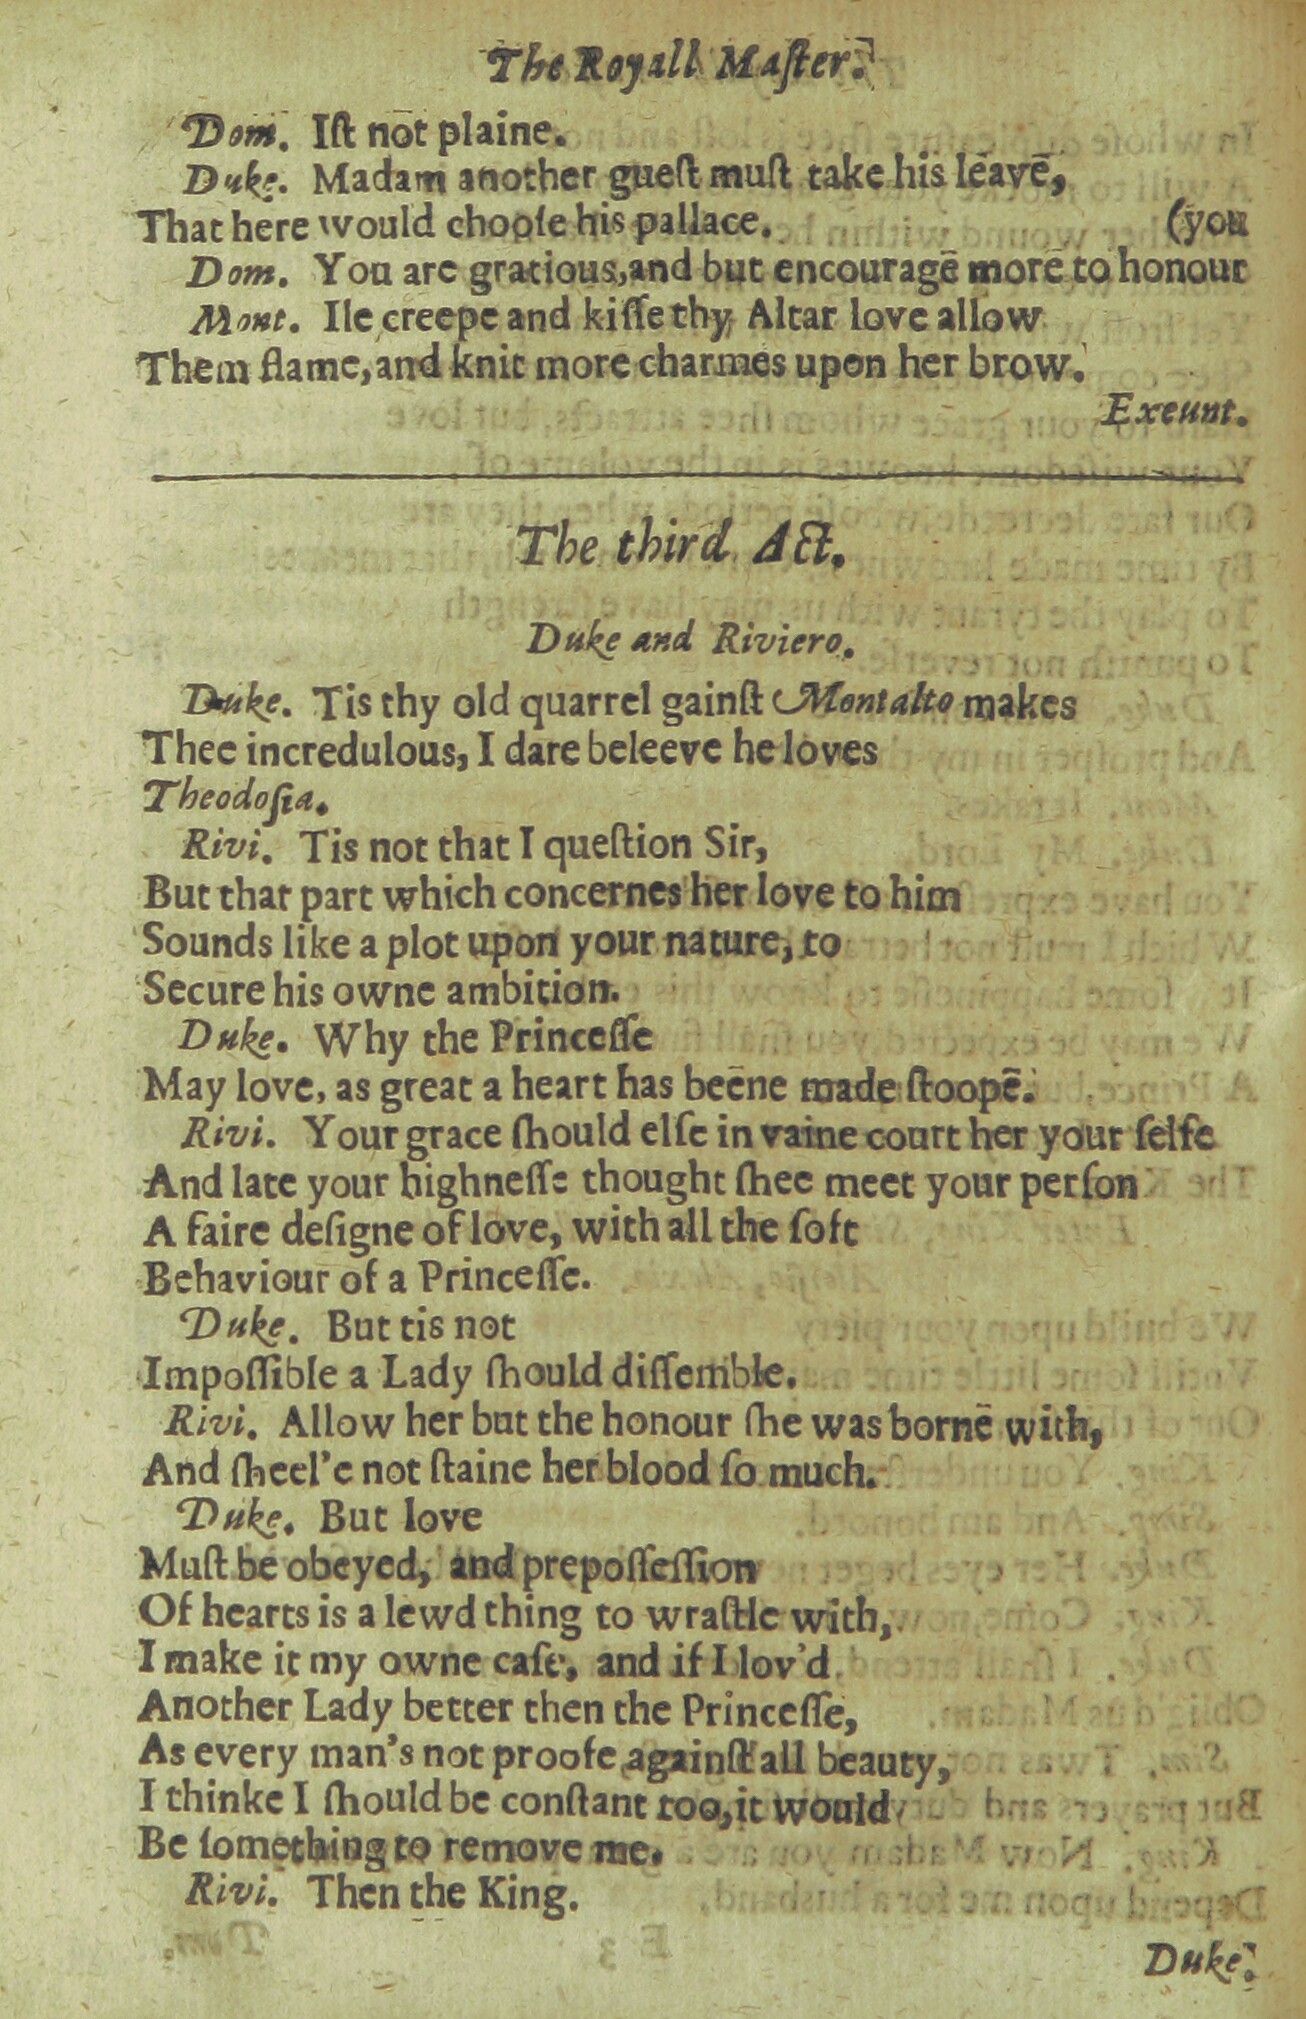 The Royall Maſter.
Dom. Iſt not plaine.
Duke. Madam another gueſt muſt take his leave,
That here would chooſe his pallace. (you
Dom. You are gratious, and but encourage more to honour
Mont. Ile creepe and kiſſe thy Altar love allow
Them flame, and knit more charmes upon her brow.
Exeunt.
The third Act.
Duke and Riviero.
Duke. Tis thy old quarrel gainſt Montalto makes
Thee incredulous, I dare beleeve he loves
Theodoſia.
Rivi. Tis not that I queſtion Sir,
But that part which concernes her love to him
Sounds like a plot upon your nature, to
Secure his owne ambition.
Duke. Why the Princeſſe
May love, as great a heart has beene made ſtoope.
Rivi. Your grace ſhould elſe in vaine court her your ſelfe
And late your highneſſe thought ſhee meet your perſon
A faire deſigne of love, with all the ſoft
Behaviour of a Princeſſe.
Duke. But tis not
Impoſſible a Lady ſhould diſſemble.
Rivi. Allow her but the honour ſhe was borne with,
And ſheel'e not ſtaine her blood ſo much.
Duke. But love
Muſt be obeyed, and prepoſſeſſion
Of hearts is a lewd thing to wraſtle with,
I make it my owne caſe, and if I lov'd
Another Lady better then the Princeſſe,
As every man's not proofe againſt all beauty,
I thinke I ſhould be conſtant too, it would
Be ſomething to remove me.
Rivi. Then the King.
Duke.